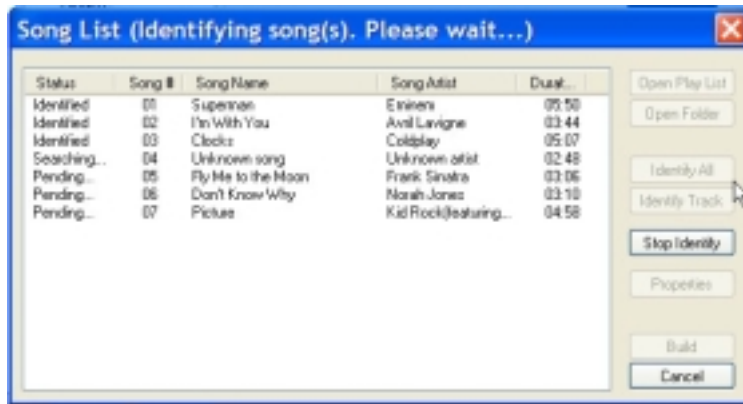 Song List (Identifying song(s). Please wait...)
Status Song # Song Name Song Artist Durat...
Identified 01 Superman Eminem 05:50
Identified 02 I'm With You Avril Lavigne 03:44
Identified 03 Clocks Coldplay 05:07
Searching... 04 Unknown song Unknown artist 02:48
Pending... 05 Fly Me to the Moon Frank Sinatra 03:06
Pending... 06 Don't Know Why Norah Jones 03:10
Pending... 07 Picture Kid Rock(featuring... 04:58
Open Play List
Open Folder
Identify All
Identify Track
Stop Identify
Properties
Build
Cancel